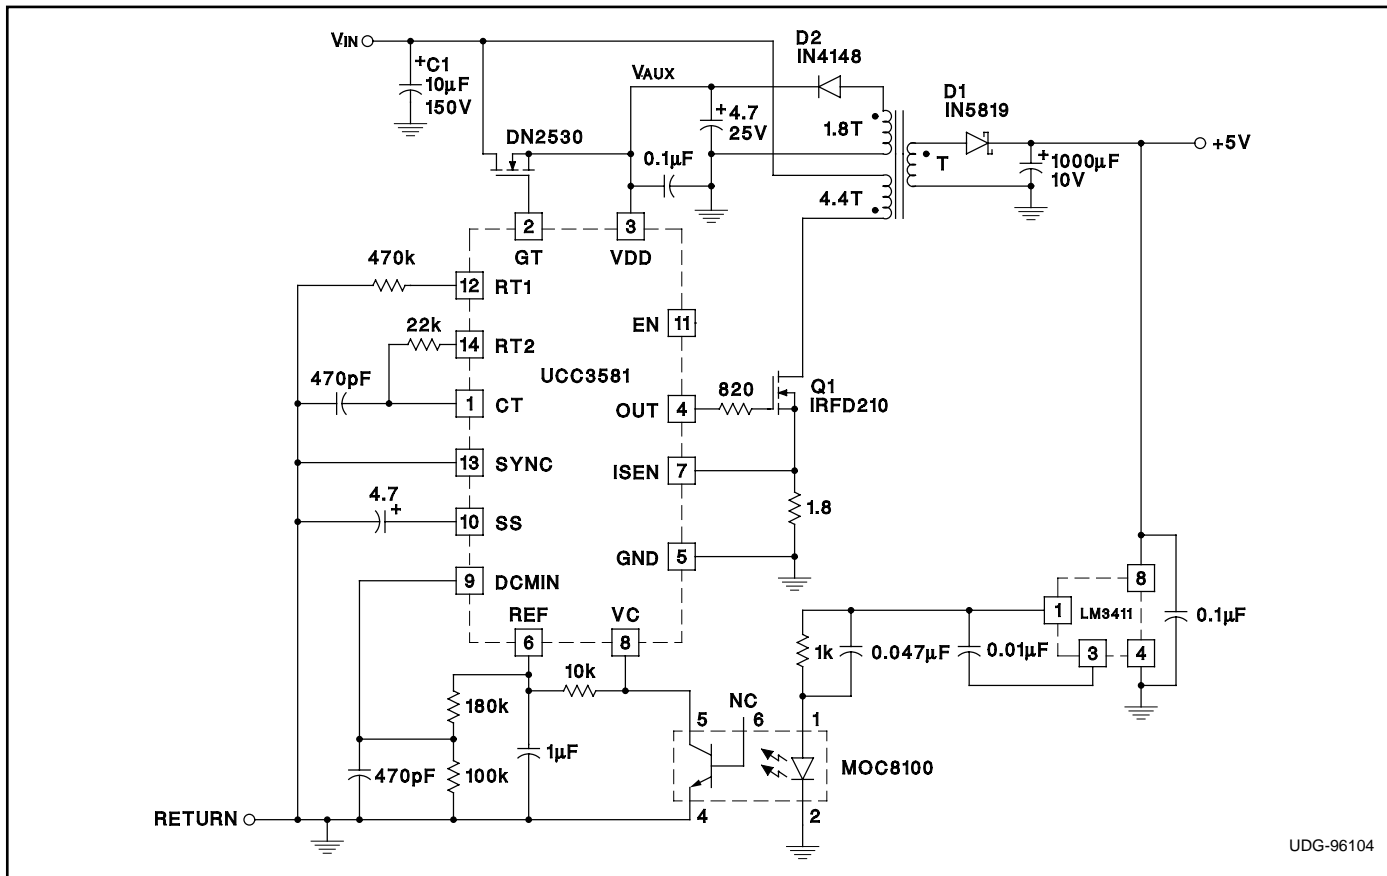 VIN
+C1
10µF
150V
D2
IN4148
VAUX
D1
IN5819
+
4.7
25V
1.8T
DN2530
0.1µF
T
+
1000µF
10V
+5V
4.4T
2
3
GT
VDD
470k
12
RT1
EN
11
22k
14
RT2
UCC3581
470pF
1
CT
820
Q1
IRFD210
OUT
4
13
SYNC
ISEN
7
4.7
+
10
SS
1.8
GND
5
9
DCMIN
REF
VC
6
8
8
1
LM3411
0.1µF
1k
0.047µF
0.01µF
3
4
10k
180k
NC
5
6
1
1µF
MOC8100
470pF
100k
4
2
RETURN
UDG-96104